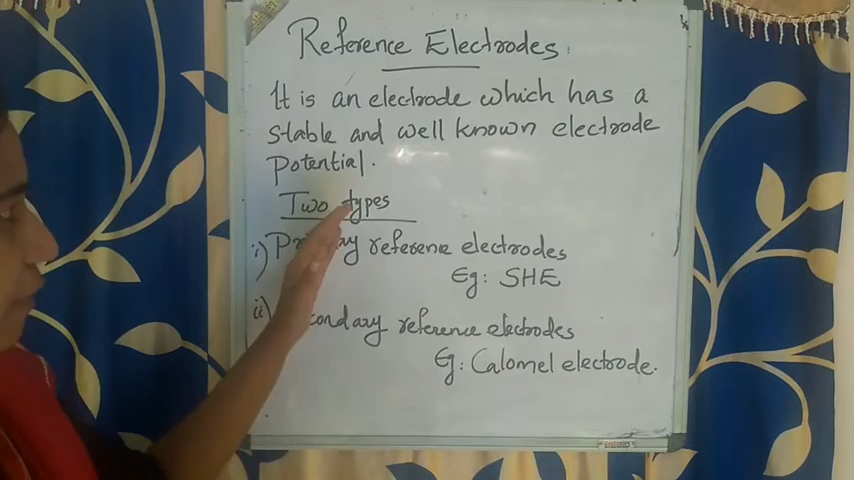 Reference Electrodes.
It is an electrode which has a
stable and well known electrode
Potential.
Two types
i) reference electrodes
Eg: SHE
ii) reference electrodes
Eg: Calomel electrode.